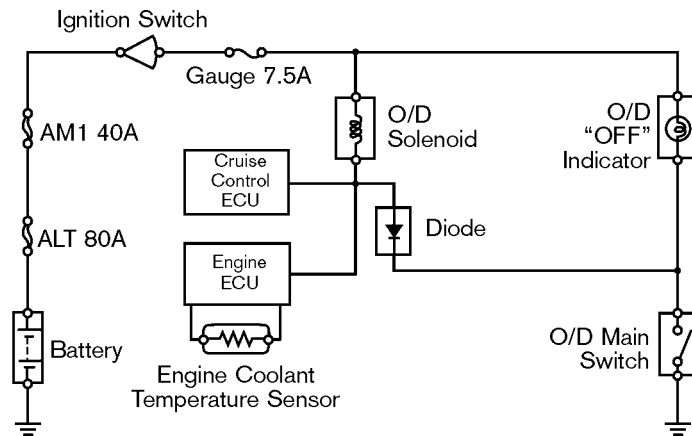 Ignition Switch
Gauge 7.5A
AM1 40A
O/D
Solenoid
O/D
“OFF”
Indicator
Cruise
Control
ECU
Diode
ALT 80A
Engine
ECU
Battery
O/D Main
Switch
Engine Coolant
Temperature Sensor